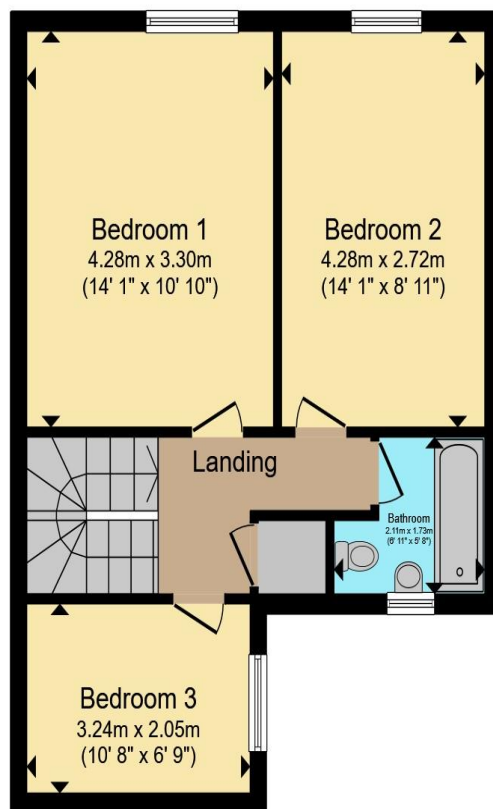 Bedroom 1
4.28m x 3.30m
(14' 1" x 10' 10")
Bedroom 2
4.28m x 2.72m
(14' 1" x 8' 11")
Landing
Bathroom
2.11m x 1.73m
(6' 11" x 5' 8")
Bedroom 3
3.24m x 2.05m
(10' 8" x 6' 9")